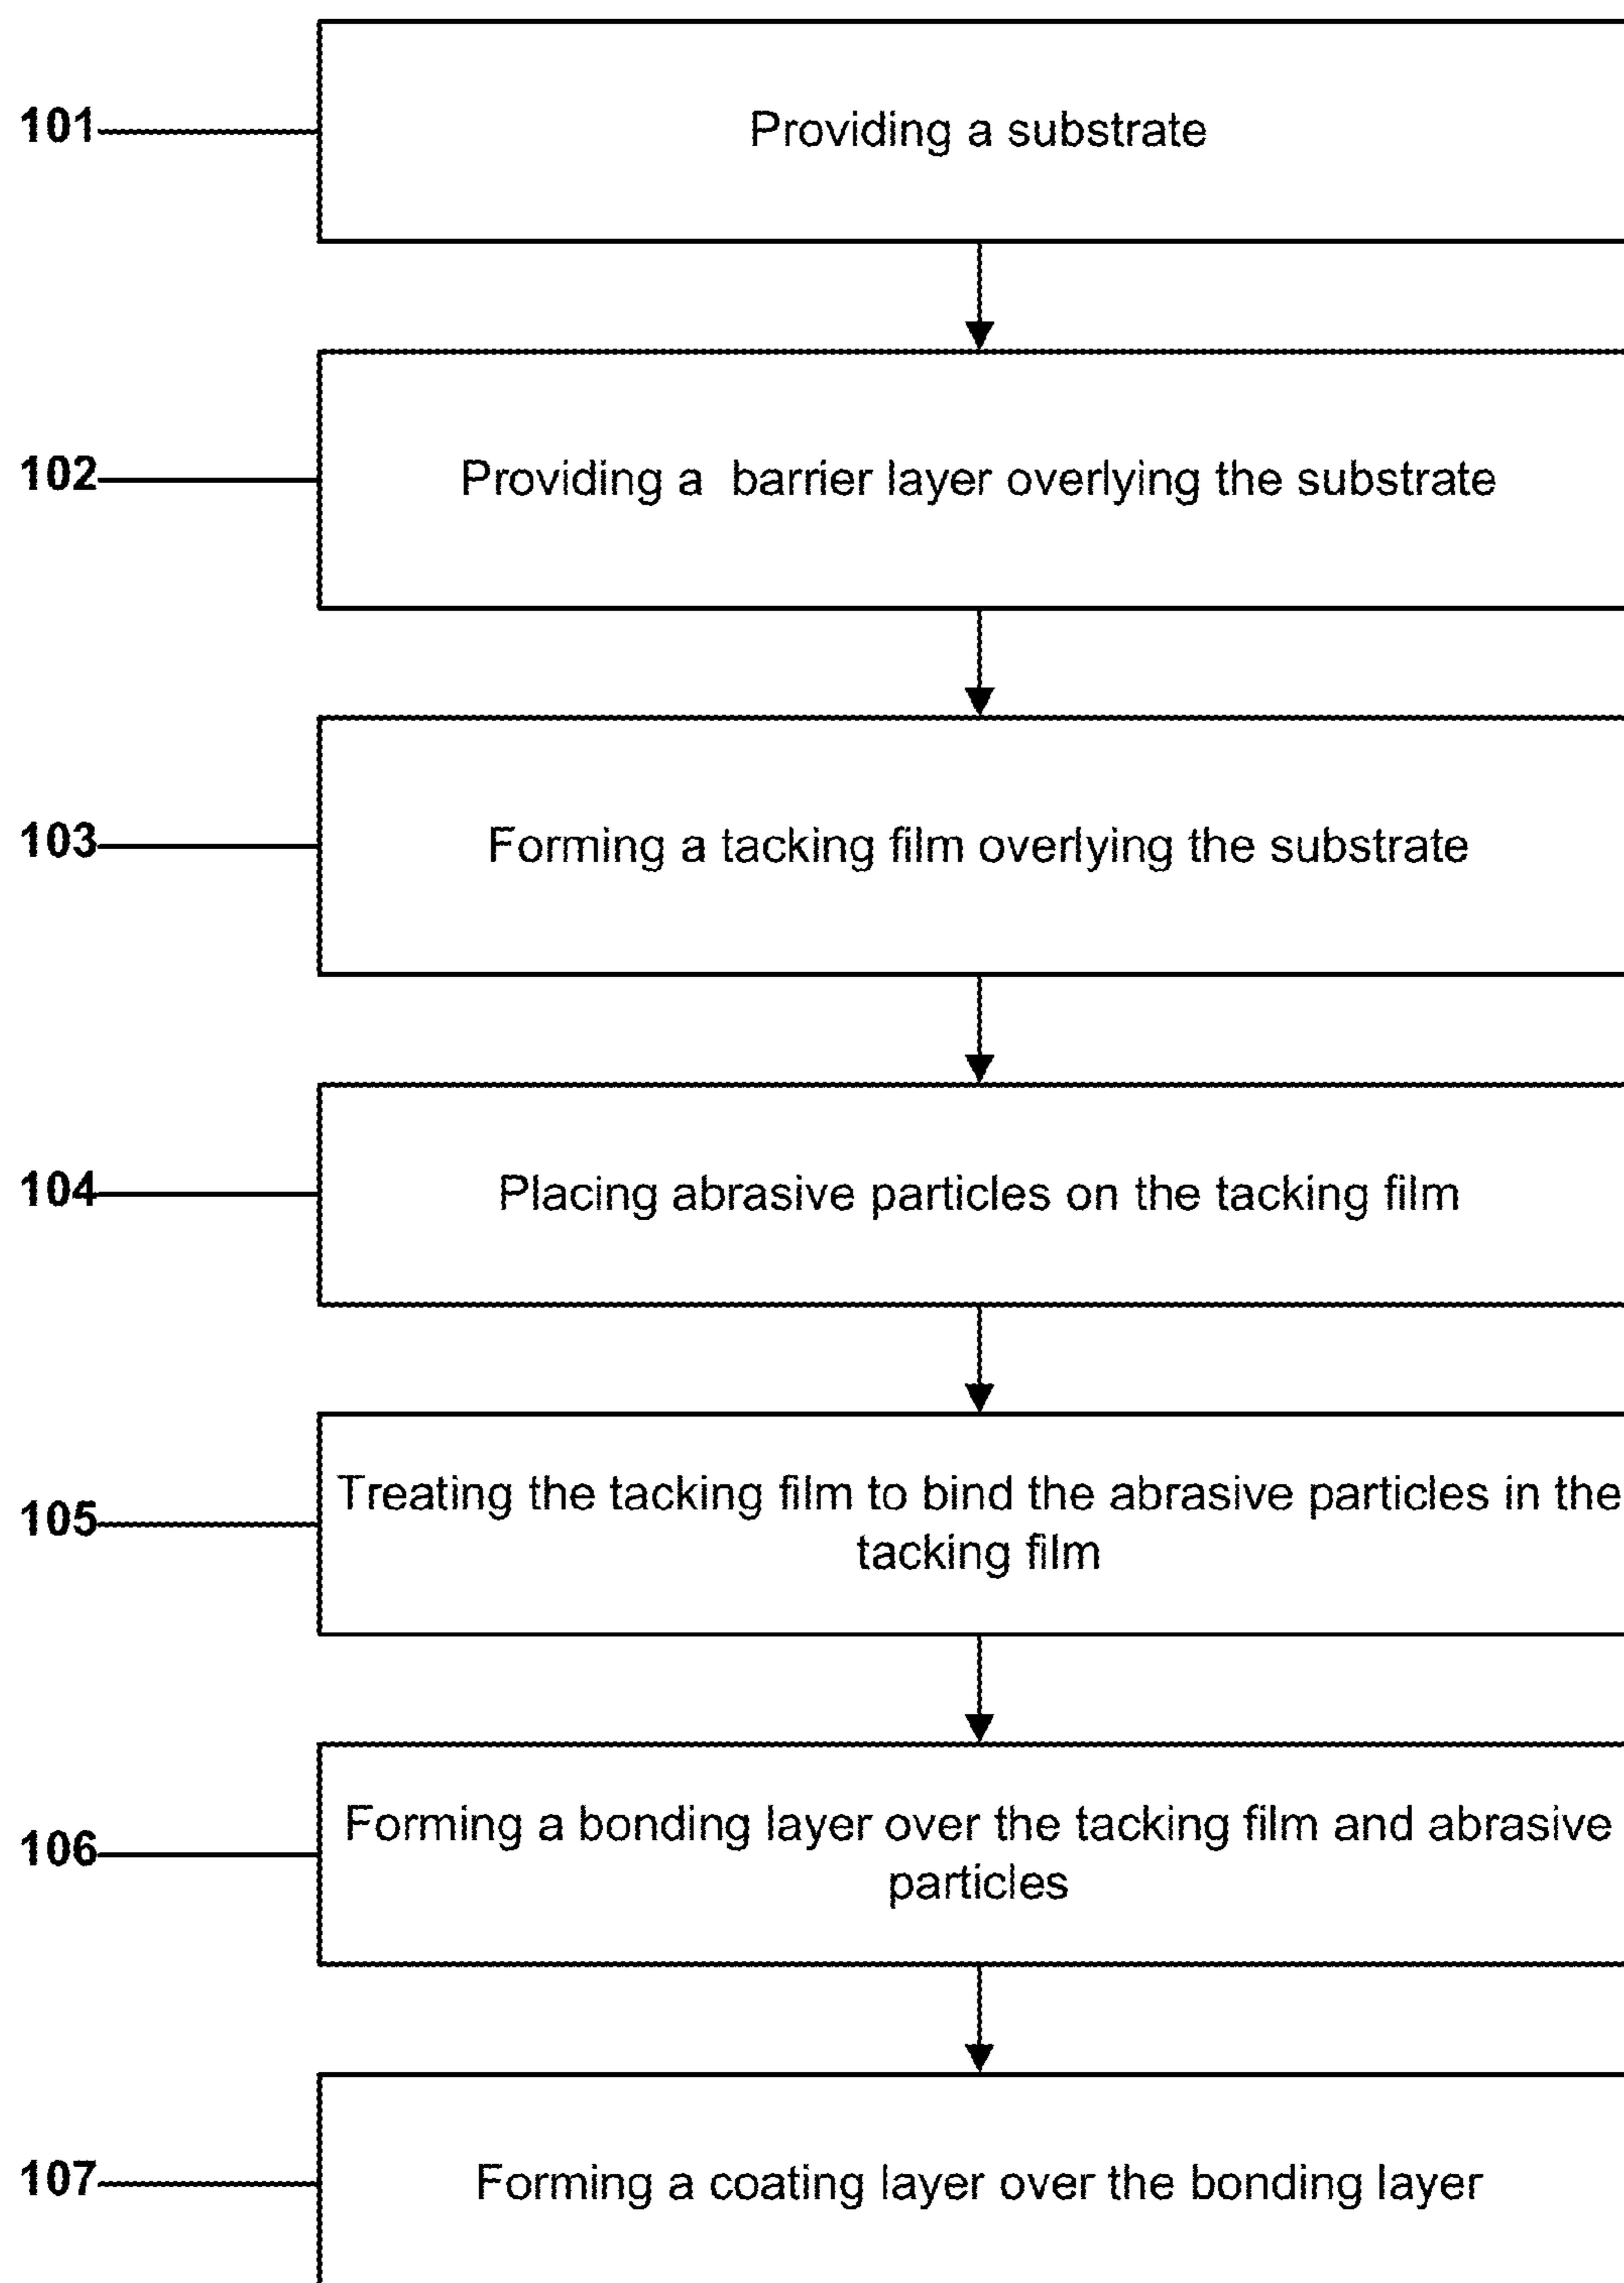 101
Providing a substrate
102
Providing a barrier layer overlying the substrate
103
Forming a tacking film overlying the substrate
104
Placing abrasive particles on the tacking film
105
Treating the tacking film to bind the abrasive particles in the
tacking film
106
Forming a bonding layer over the tacking film and abrasive
particles
107
Forming a coating layer over the bonding layer